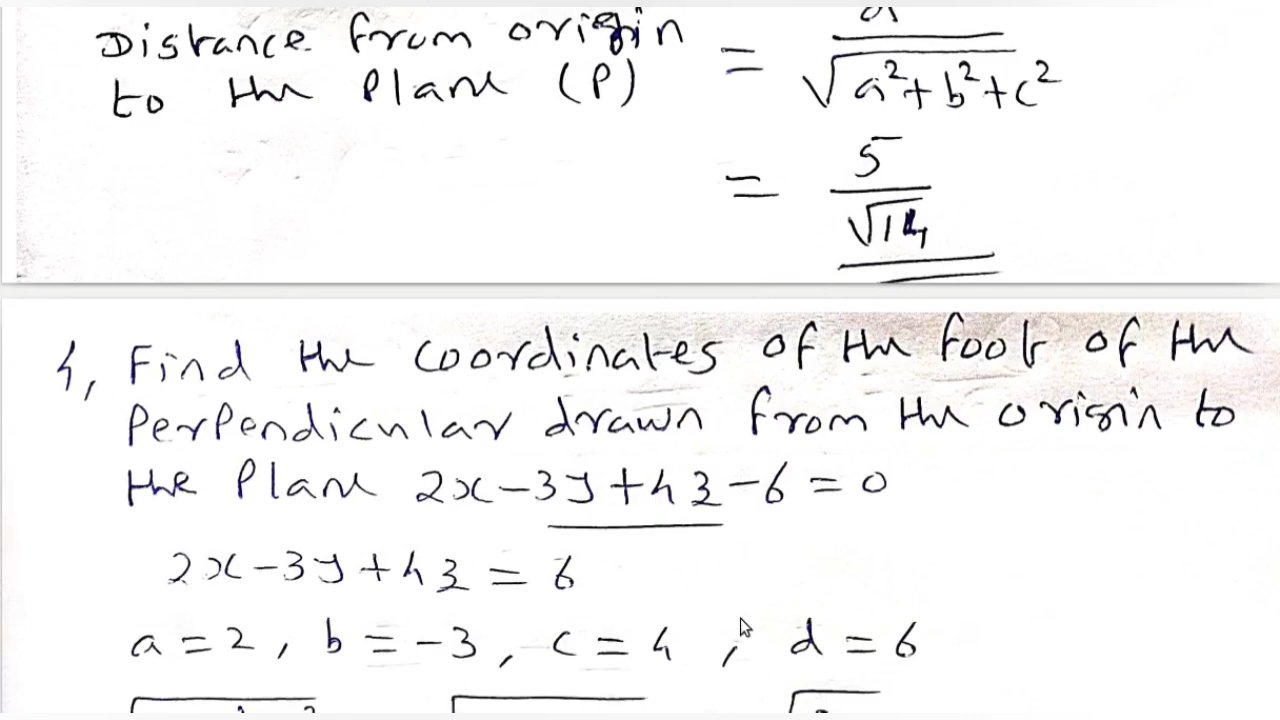 Distance from origin
to the Plane (P)
= d / √a²+b²+c²
= 5 / √14
4, Find the coordinates of the foot of the
Perpendicular drawn from the origin to
the Plane 2x-3y+4z-6=0
2x-3y+4z = 6
a=2, b=-3, c=4, d=6